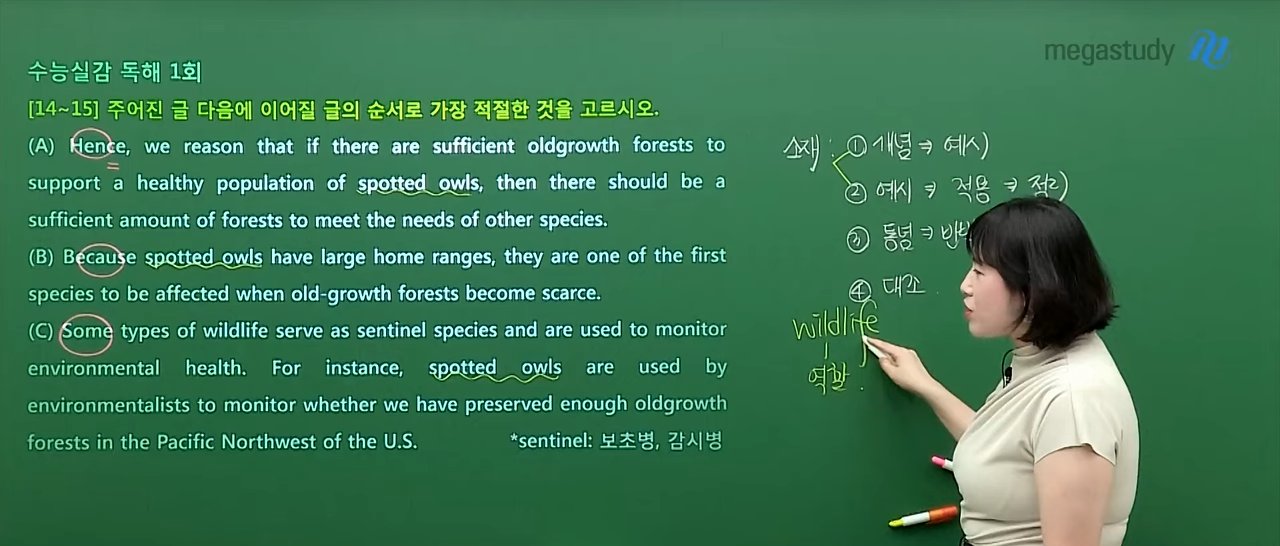 megastudy
수능실감 독해 1회
[14~15] 주어진 글 다음에 이어질 글의 순서로 가장 적절한 것을 고르시오.
(A) Hence, we reason that if there are sufficient oldgrowth forests to
support a healthy population of spotted owls, then there should be a
sufficient amount of forests to meet the needs of other species.
(B) Because spotted owls have large home ranges, they are one of the first
species to be affected when old-growth forests become scarce.
(C) Some types of wildlife serve as sentinel species and are used to monitor
environmental health. For instance, spotted owls are used by
environmentalists to monitor whether we have preserved enough oldgrowth
forests in the Pacific Northwest of the U.S. *sentinel: 보초병, 감시병
소재: ① 개념 ⇒ 예시
② 예시 ⇒ 적용 ⇒
③ 통념 ⇒
④ 대조
wildlife
역할